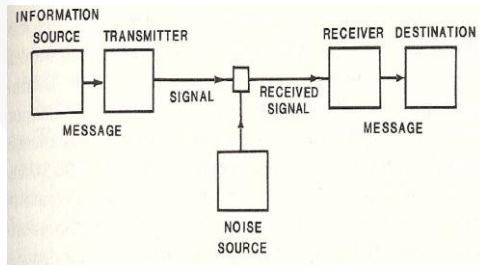 INFORMATION
SOURCE
TRANSMITTER
RECEIVER
DESTINATION
SIGNAL
RECEIVED
SIGNAL
MESSAGE
MESSAGE
NOISE
SOURCE